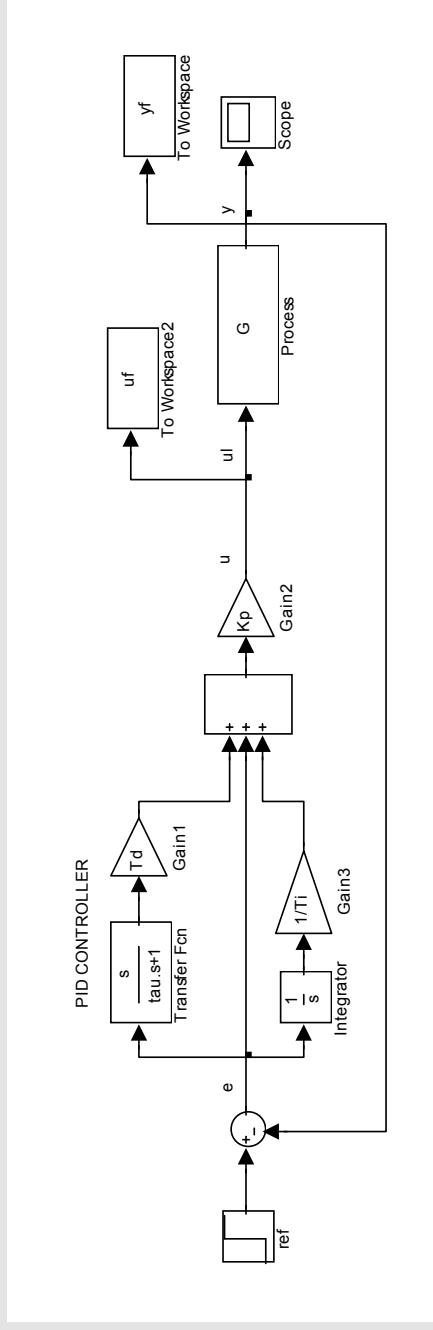 PID CONTROLLER
ref
+
−
e
s
tau.s+1
Transfer Fcn
Td
Gain1
1
s
Integrator
1/Ti
Gain3
+
+
+
Kp
Gain2
u
uf
To Workspace2
ul
G
Process
y
yf
To Workspace
Scope